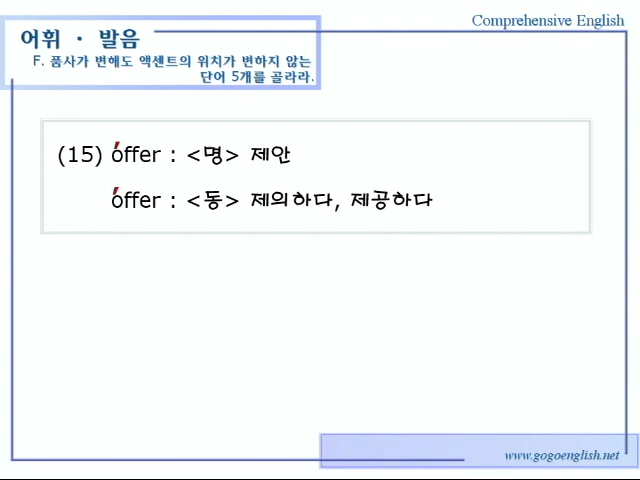 Comprehensive English
어휘 · 발음
F. 품사가 변해도 액센트의 위치가 변하지 않는
단어 5개를 골라라.
(15) óffer : <명> 제안
óffer : <동> 제의하다, 제공하다
www.gogoenglish.net